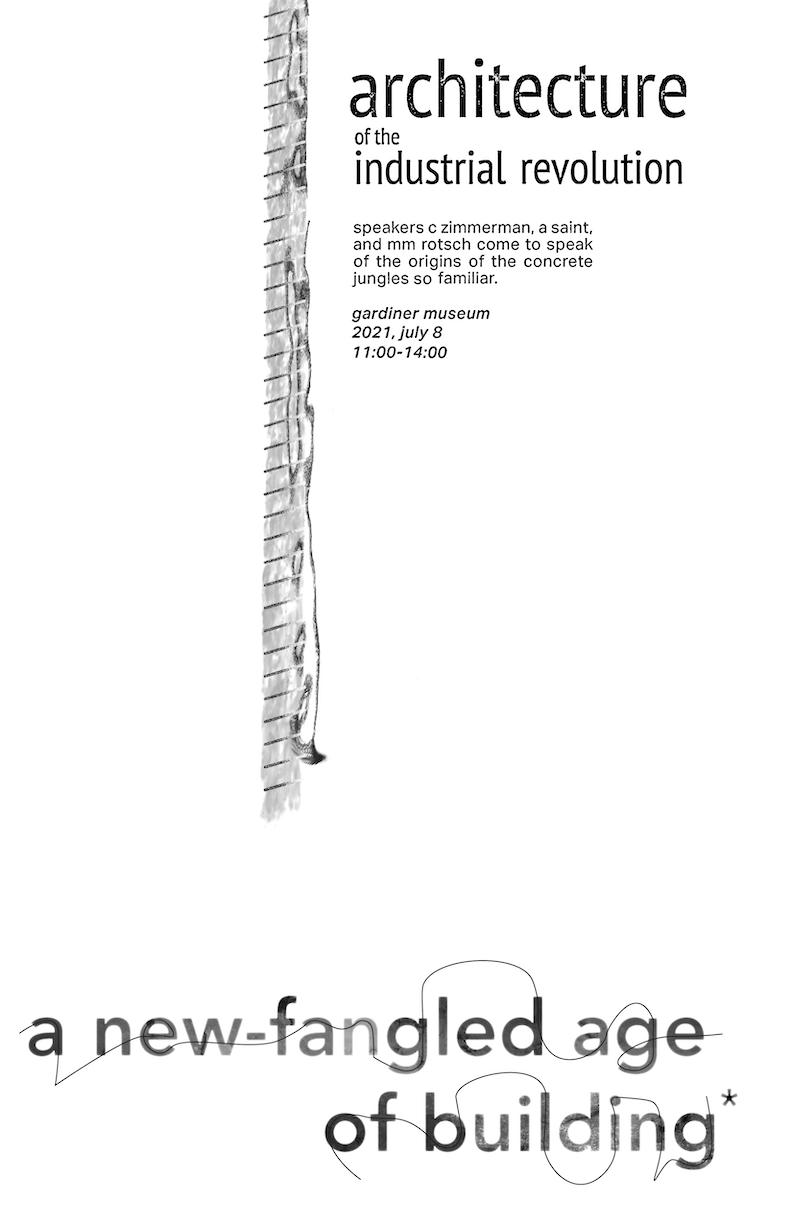 architecture
of the
industrial revolution
speakers c zimmerman, a saint,
and mm rotsch come to speak
of the origins of the concrete
jungles so familiar.
gardiner museum
2021, july 8
11:00-14:00
a new-fangled age
of building*